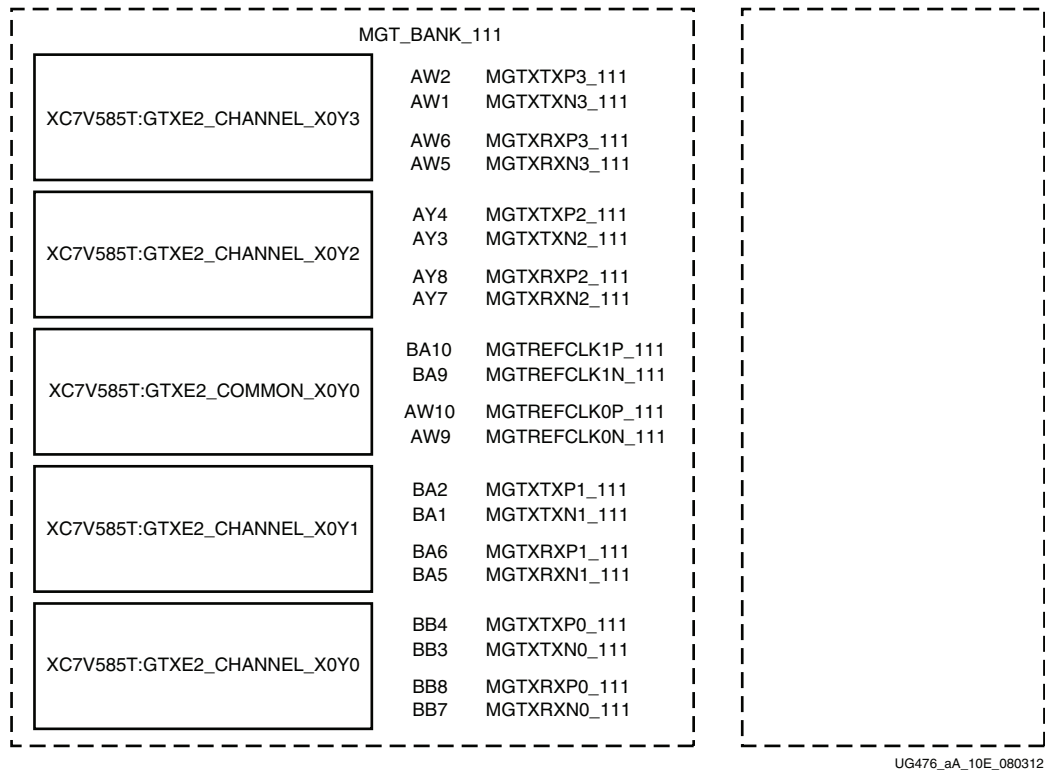 MGT_BANK_111
XC7V585T:GTXE2_CHANNEL_X0Y3
AW2 MGTXTXP3_111
AW1 MGTXTXN3_111
AW6 MGTXRXP3_111
AW5 MGTXRXN3_111
XC7V585T:GTXE2_CHANNEL_X0Y2
AY4 MGTXTXP2_111
AY3 MGTXTXN2_111
AY8 MGTXRXP2_111
AY7 MGTXRXN2_111
XC7V585T:GTXE2_COMMON_X0Y0
BA10 MGTREFCLK1P_111
BA9 MGTREFCLK1N_111
AW10 MGTREFCLK0P_111
AW9 MGTREFCLK0N_111
XC7V585T:GTXE2_CHANNEL_X0Y1
BA2 MGTXTXP1_111
BA1 MGTXTXN1_111
BA6 MGTXRXP1_111
BA5 MGTXRXN1_111
XC7V585T:GTXE2_CHANNEL_X0Y0
BB4 MGTXTXP0_111
BB3 MGTXTXN0_111
BB8 MGTXRXP0_111
BB7 MGTXRXN0_111
UG476_aA_10E_080312